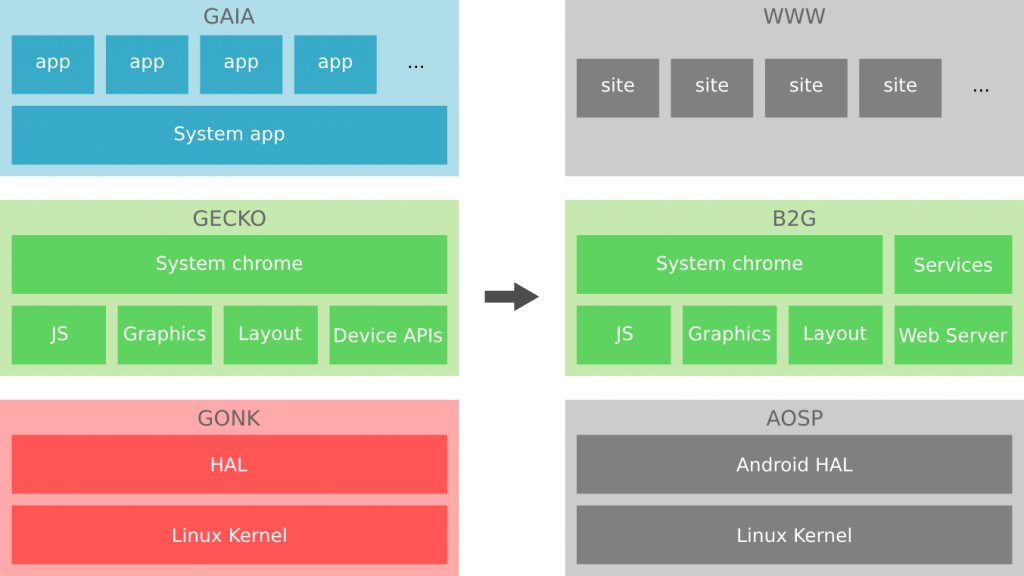 GAIA
app app app app ...
System app
GECKO
System chrome
JS Graphics Layout Device APIs
GONK
HAL
Linux Kernel
WWW
site site site site ...
B2G
System chrome Services
JS Graphics Layout Web Server
AOSP
Android HAL
Linux Kernel